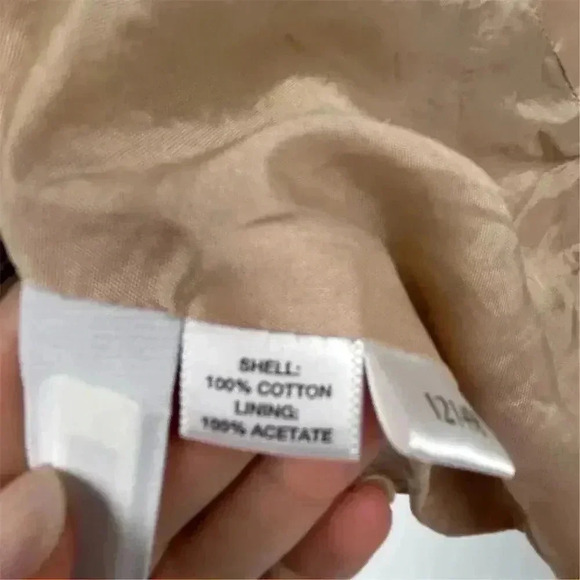 SHELL:
100% COTTON
LINING:
100% ACETATE